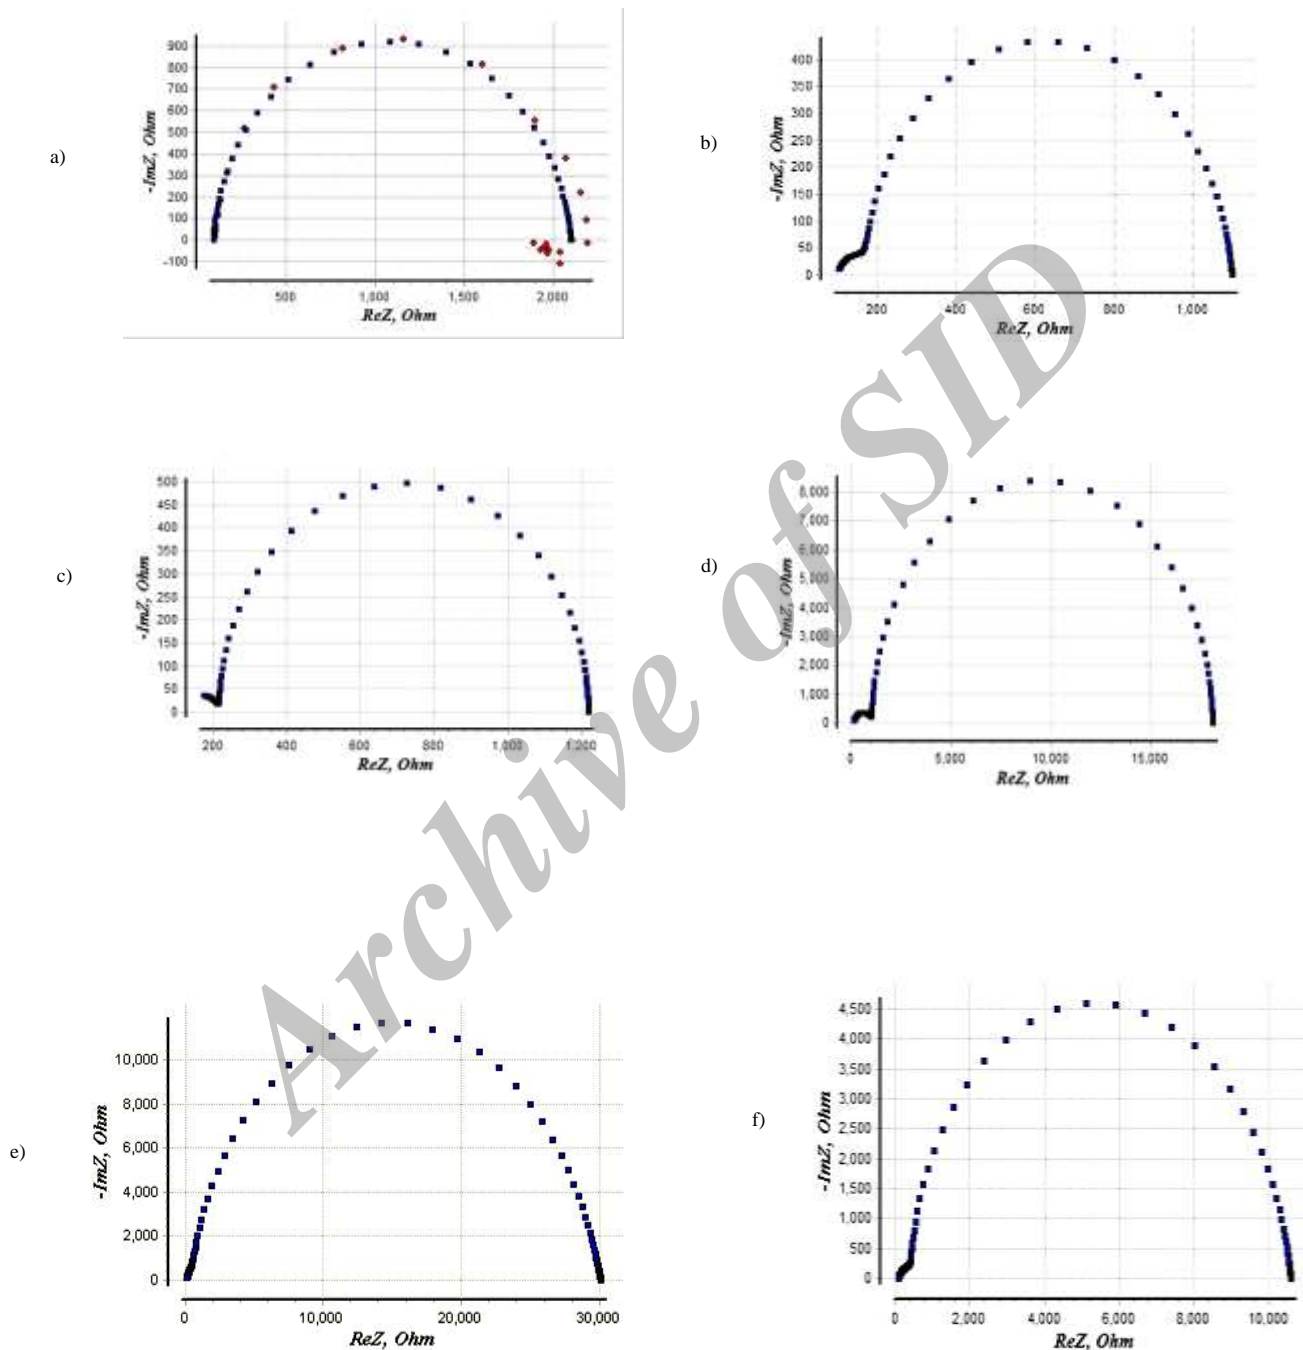 a)
900
800
700
600
500
400
300
200
100
0
-100
-ImZ, Ohm
500 1,000 1,500 2,000
ReZ, Ohm
b)
400
350
300
250
200
150
100
50
0
-ImZ, Ohm
200 400 600 800 1,000
ReZ, Ohm
c)
500
450
400
350
300
250
200
150
100
50
0
-ImZ, Ohm
200 400 600 800 1,000 1,200
ReZ, Ohm
d)
8,000
7,000
6,000
5,000
4,000
3,000
2,000
1,000
0
-ImZ, Ohm
0 5,000 10,000 15,000
ReZ, Ohm
e)
10,000
8,000
6,000
4,000
2,000
0
-ImZ, Ohm
0 10,000 20,000 30,000
ReZ, Ohm
f)
4,500
4,000
3,500
3,000
2,500
2,000
1,500
1,000
500
0
-ImZ, Ohm
0 2,000 4,000 6,000 8,000 10,000
ReZ, Ohm
Archive of SID